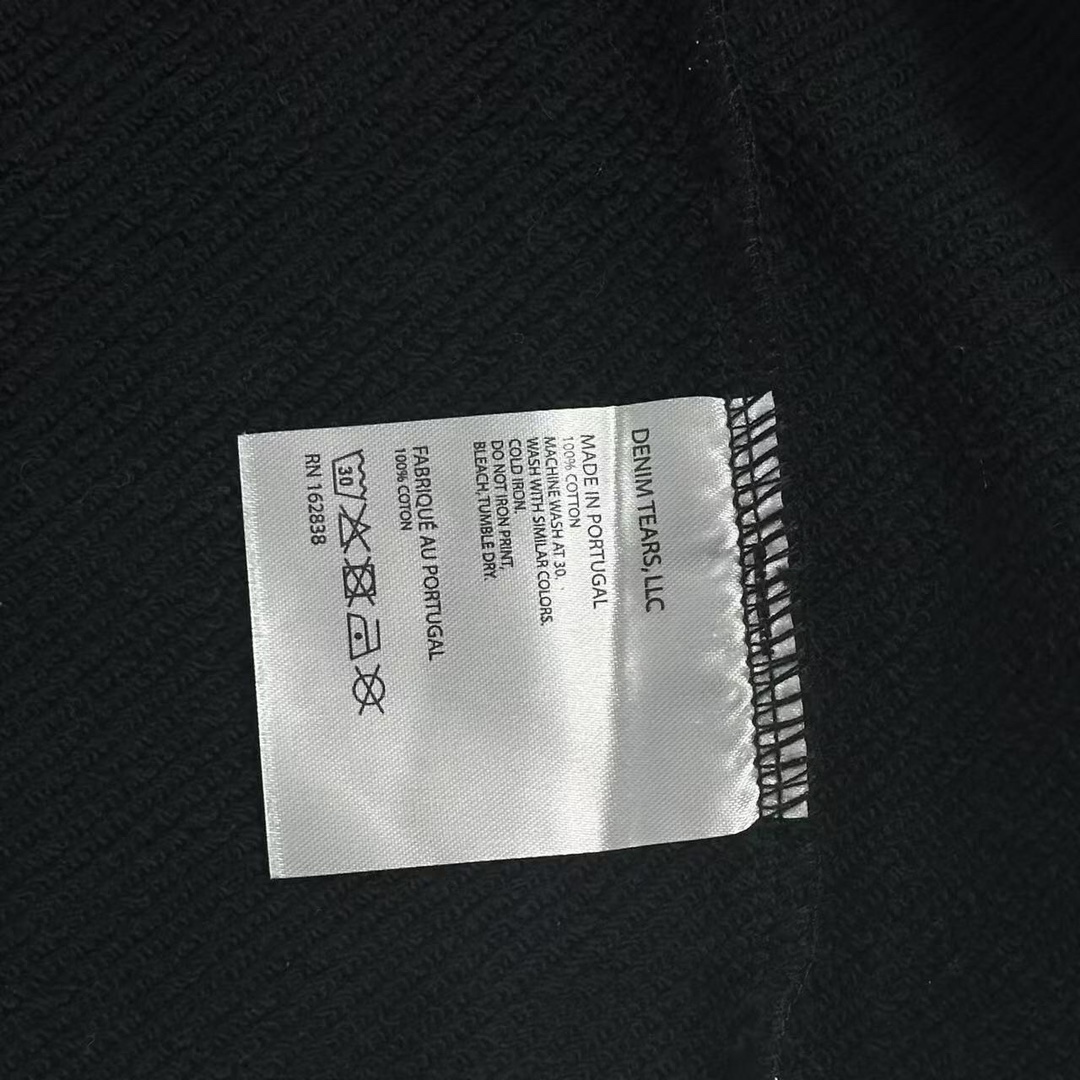 DENIM TEARS, LLC
MADE IN PORTUGAL
100% COTTON
MACHINE WASH AT 30.
WASH WITH SIMILAR COLORS.
COLD IRON.
DO NOT IRON PRINT,
BLEACH, TUMBLE DRY.
FABRIQUÉ AU PORTUGAL
100% COTON
30
RN 162838